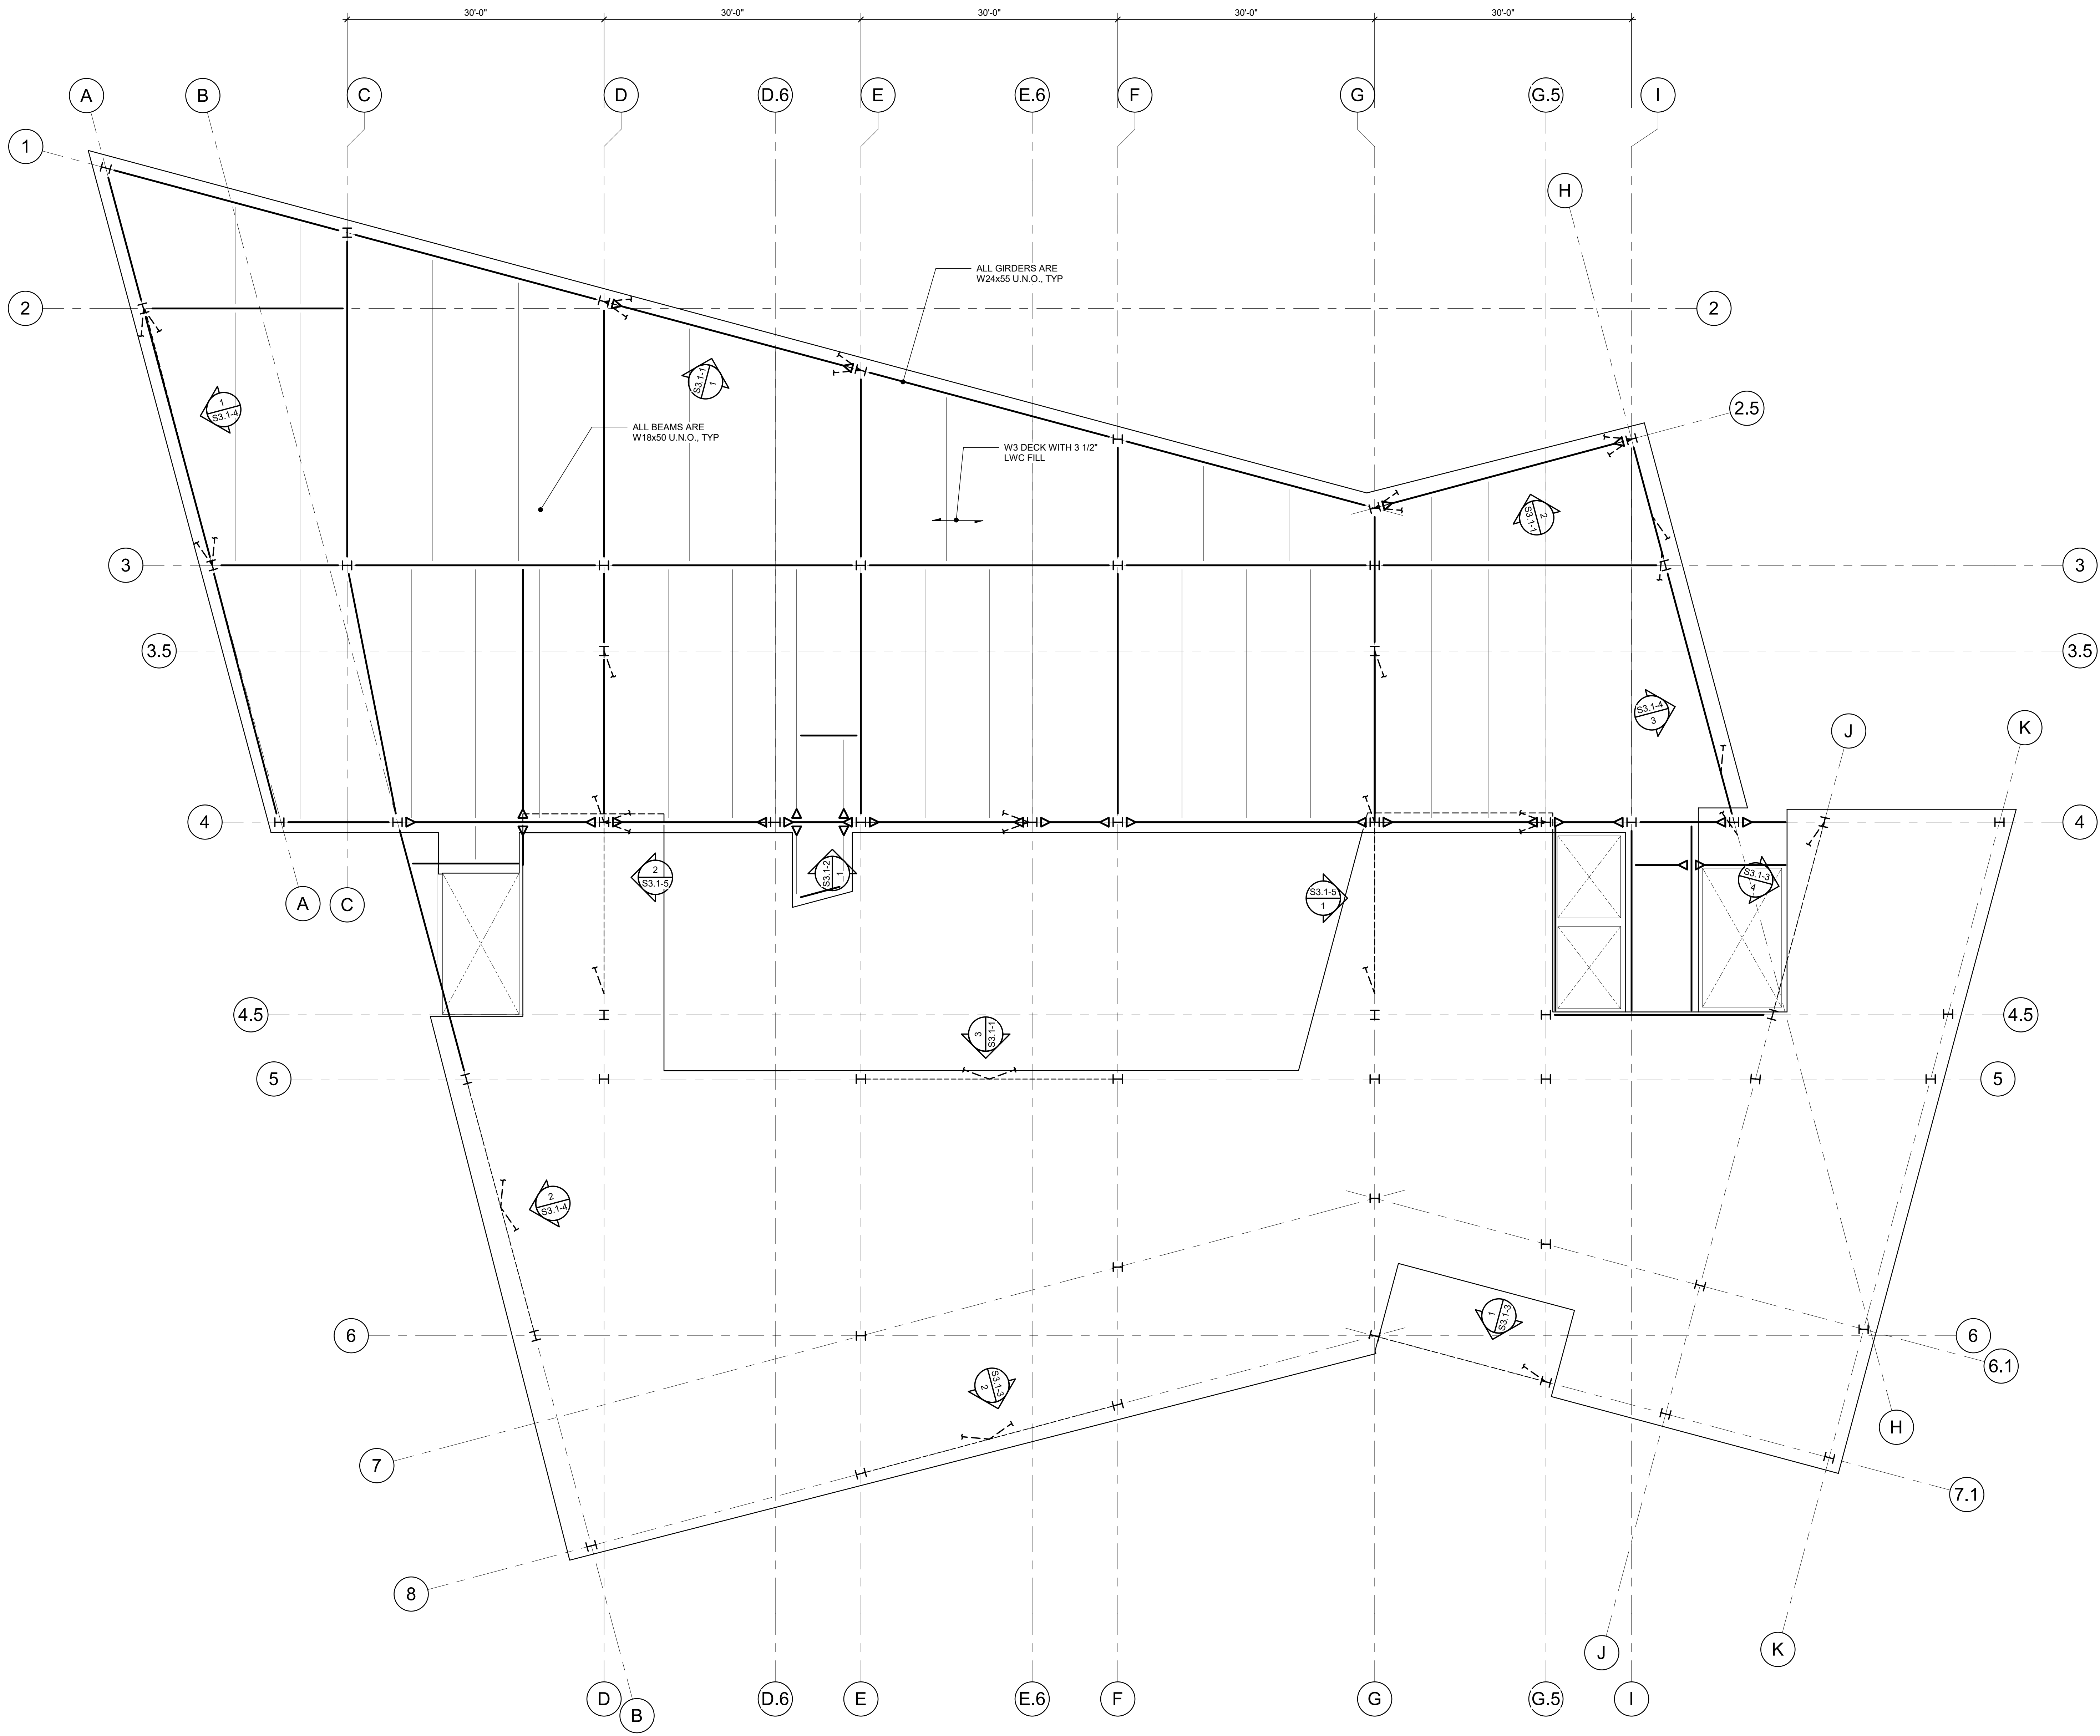 30'-0"
30'-0"
30'-0"
30'-0"
30'-0"
A
B
C
D
D.6
E
E.6
F
G
G.5
I
1
H
ALL GIRDERS ARE
W24x55 U.N.O., TYP
2
2
1
S3.1-1
1
S3.1-4
2.5
ALL BEAMS ARE
W18x50 U.N.O., TYP
W3 DECK WITH 3 1/2"
LWC FILL
2
S3.1-1
3
3
3.5
3.5
S3.1-4
3
J
K
4
4
2
S3.1-5
S3.1-2
1
S3.1-5
1
S3.1-3
4
A
C
4.5
4.5
3
S3.1-1
5
5
2
S3.1-4
1
S3.1-3
6
6
6.1
S3.1-3
2
H
7
7.1
8
J
K
D
B
D.6
E
E.6
F
G
G.5
I